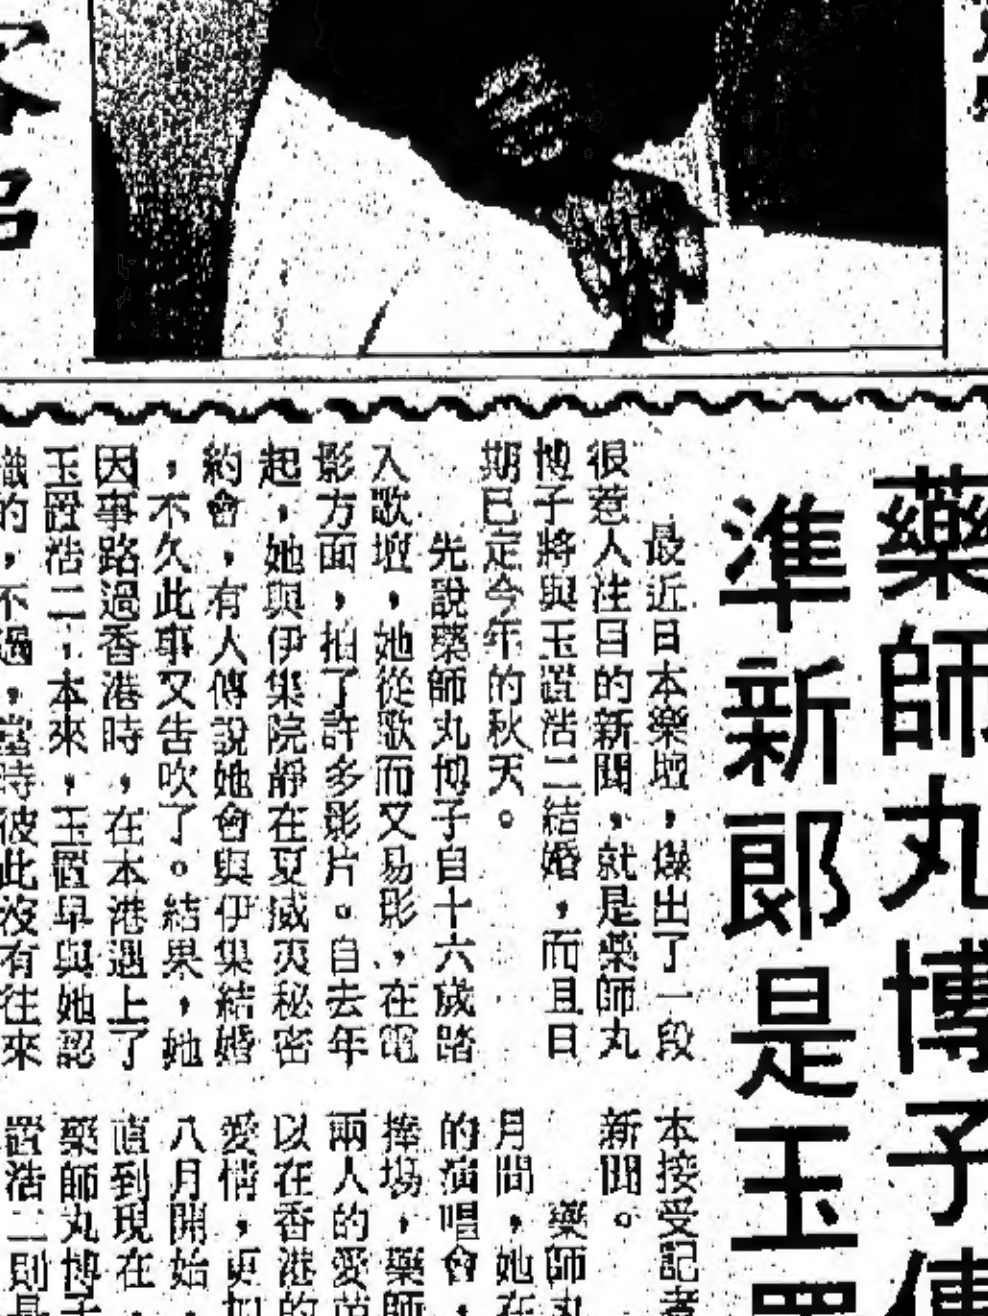 藥師丸博子傳
準新郎是玉置
最近日本樂壇，爆出了一段
很惹人注目的新聞，就是藥師丸
博子將與玉置浩二結婚，而且日
期已定今年的秋天。
先說藥師丸博子自十六歲踏
入歌壇，她從歌而又易影，在電
影方面，拍了許多影片。自去年
起，她與伊集院靜在夏威夷秘密
約會，有人傳說她會與伊集結婚
，不久此事又告吹了。結果，她
因事路過香港時，在本港遇上了
玉置浩二；本來，玉置早與她認
識的，不過，當時彼此沒有往來
本接受記者
新聞。
藥師丸
月間，她在
的演唱會，
捧場，藥師
兩人的愛苗
以在香港的
愛情，更加
八月開始，
直到現在，
藥師丸博子
置浩二則